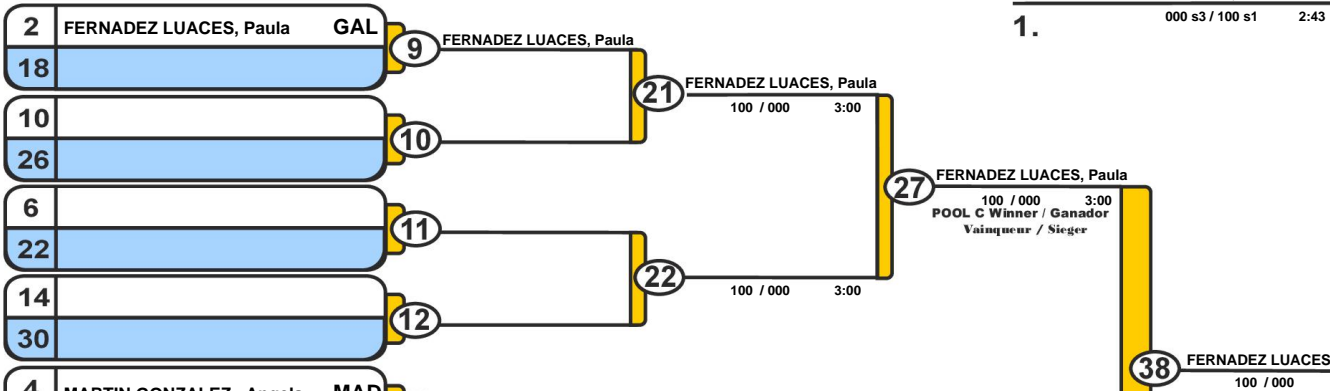 000 s3 / 100 s1 2:43
1.
2 FERNADEZ LUACES, Paula GAL
18
9 FERNADEZ LUACES, Paula
10
26
10
21 FERNADEZ LUACES, Paula
100 / 000 3:00
6
22
11
14
30
12
22
100 / 000 3:00
27 FERNADEZ LUACES, Paula
100 / 000 3:00
POOL C Winner / Ganador
Vainqueur / Sieger
38 FERNADEZ LUACES
100 / 000
4 MARTIN GONZALEZ, Angela MAD